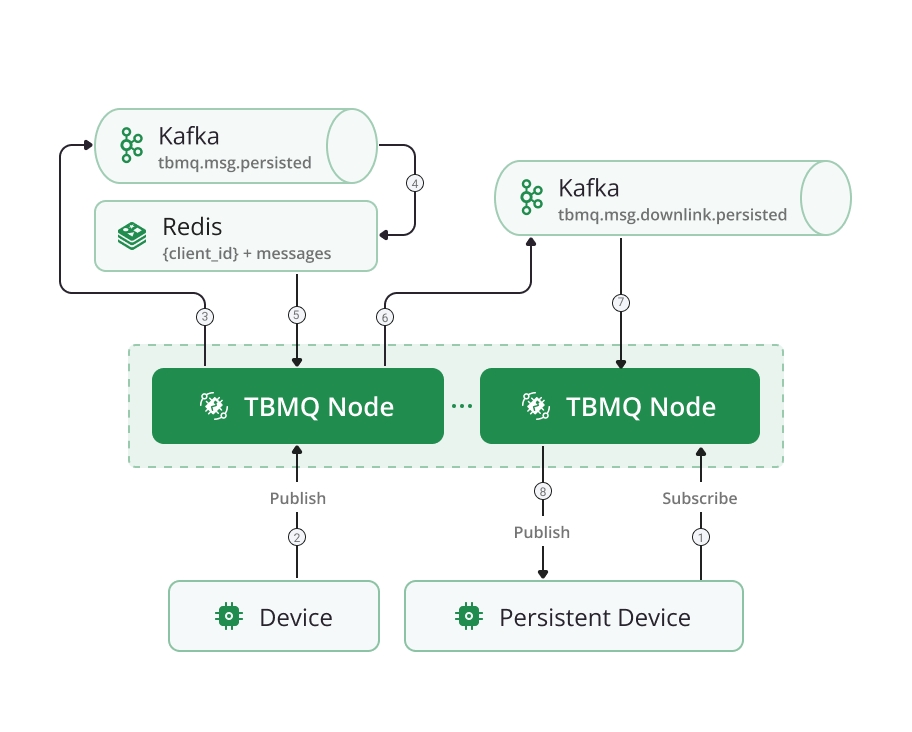 Kafka
tbmq.msg.persisted
4
Kafka
tbmq.msg.downlink.persisted
Redis
{client_id} + messages
3
5
6
7
TBMQ Node
TBMQ Node
Publish
8
Subscribe
Publish
2
1
Device
Persistent Device